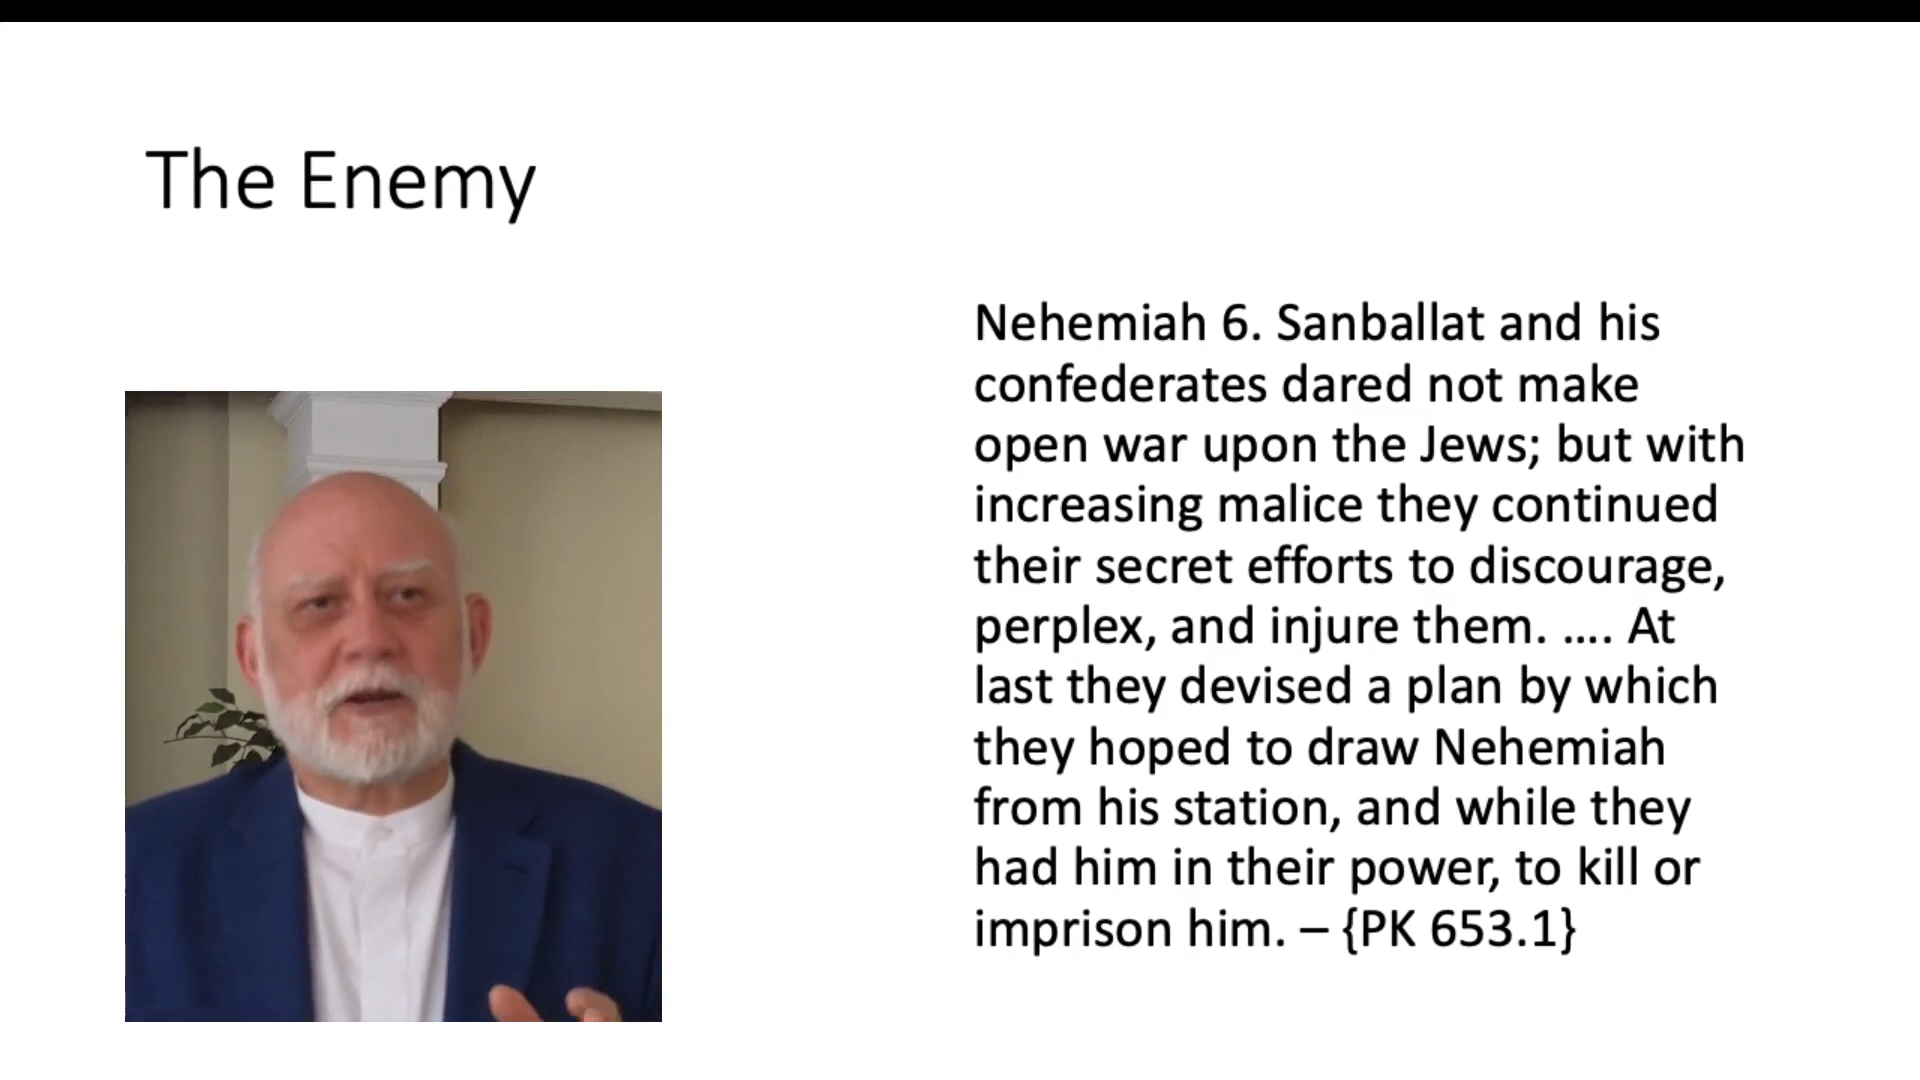 The Enemy
Nehemiah 6. Sanballat and his
confederates dared not make
open war upon the Jews; but with
increasing malice they continued
their secret efforts to discourage,
perplex, and injure them. .... At
last they devised a plan by which
they hoped to draw Nehemiah
from his station, and while they
had him in their power, to kill or
imprison him. – {PK 653.1}